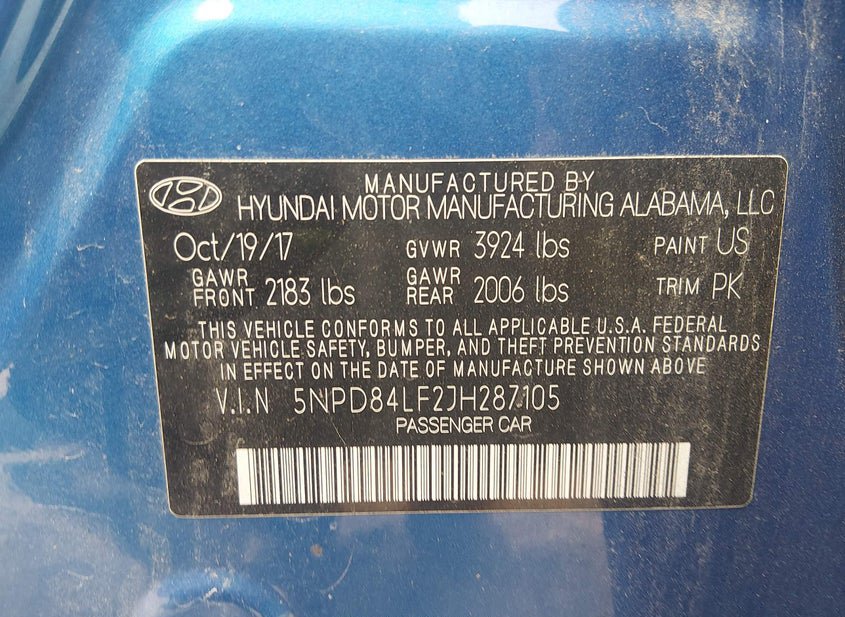 MANUFACTURED BY
HYUNDAI MOTOR MANUFACTURING ALABAMA, LLC
Oct/19/17 GVWR 3924 lbs PAINT US
GAWR FRONT 2183 lbs GAWR REAR 2006 lbs TRIM PK
THIS VEHICLE CONFORMS TO ALL APPLICABLE U.S.A. FEDERAL
MOTOR VEHICLE SAFETY, BUMPER, AND THEFT PREVENTION STANDARDS
IN EFFECT ON THE DATE OF MANUFACTURE SHOWN ABOVE
V.I.N 5NPD84LF2JH287105
PASSENGER CAR